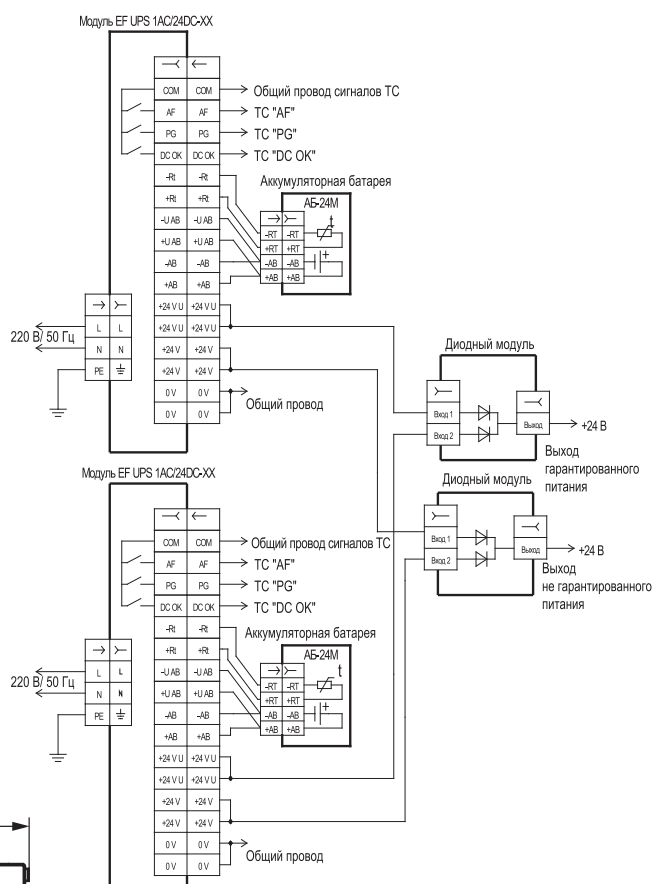 Модуль EF UPS 1AC/24DC-XX
COM COM Общий провод сигналов ТС
AF AF ТС "AF"
PG PG ТС "PG"
DC OK DC OK ТС "DC OK"
-Rt -Rt Аккумуляторная батарея
+Rt +Rt АБ-24М
-U AB -U AB
+U AB +U AB
-AB -AB
+AB +AB
t
-RT -RT
+RT +RT
-AB -AB +
+AB +AB
+24 V U +24 V U
+24 V U +24 V U
+24 V +24 V
+24 V +24 V
0 V 0 V
0 V 0 V
Общий провод
220 В/ 50 Гц
L L
N N
PE
Диодный модуль
Вход 1
Вход 2
Выход
+24 В
Выход
гарантированного
питания
Модуль EF UPS 1AC/24DC-XX
COM COM Общий провод сигналов ТС
AF AF ТС "AF"
PG PG ТС "PG"
DC OK DC OK ТС "DC OK"
-Rt -Rt Аккумуляторная батарея
+Rt +Rt АБ-24М
-U AB -U AB
+U AB +U AB
-AB -AB
+AB +AB
t
-RT -RT
+RT +RT
-AB -AB +
+AB +AB
+24 V U +24 V U
+24 V U +24 V U
+24 V +24 V
+24 V +24 V
0 V 0 V
0 V 0 V
Общий провод
220 В/ 50 Гц
L L
N N
PE
Диодный модуль
Вход 1
Вход 2
Выход
+24 В
Выход
не гарантированного
питания